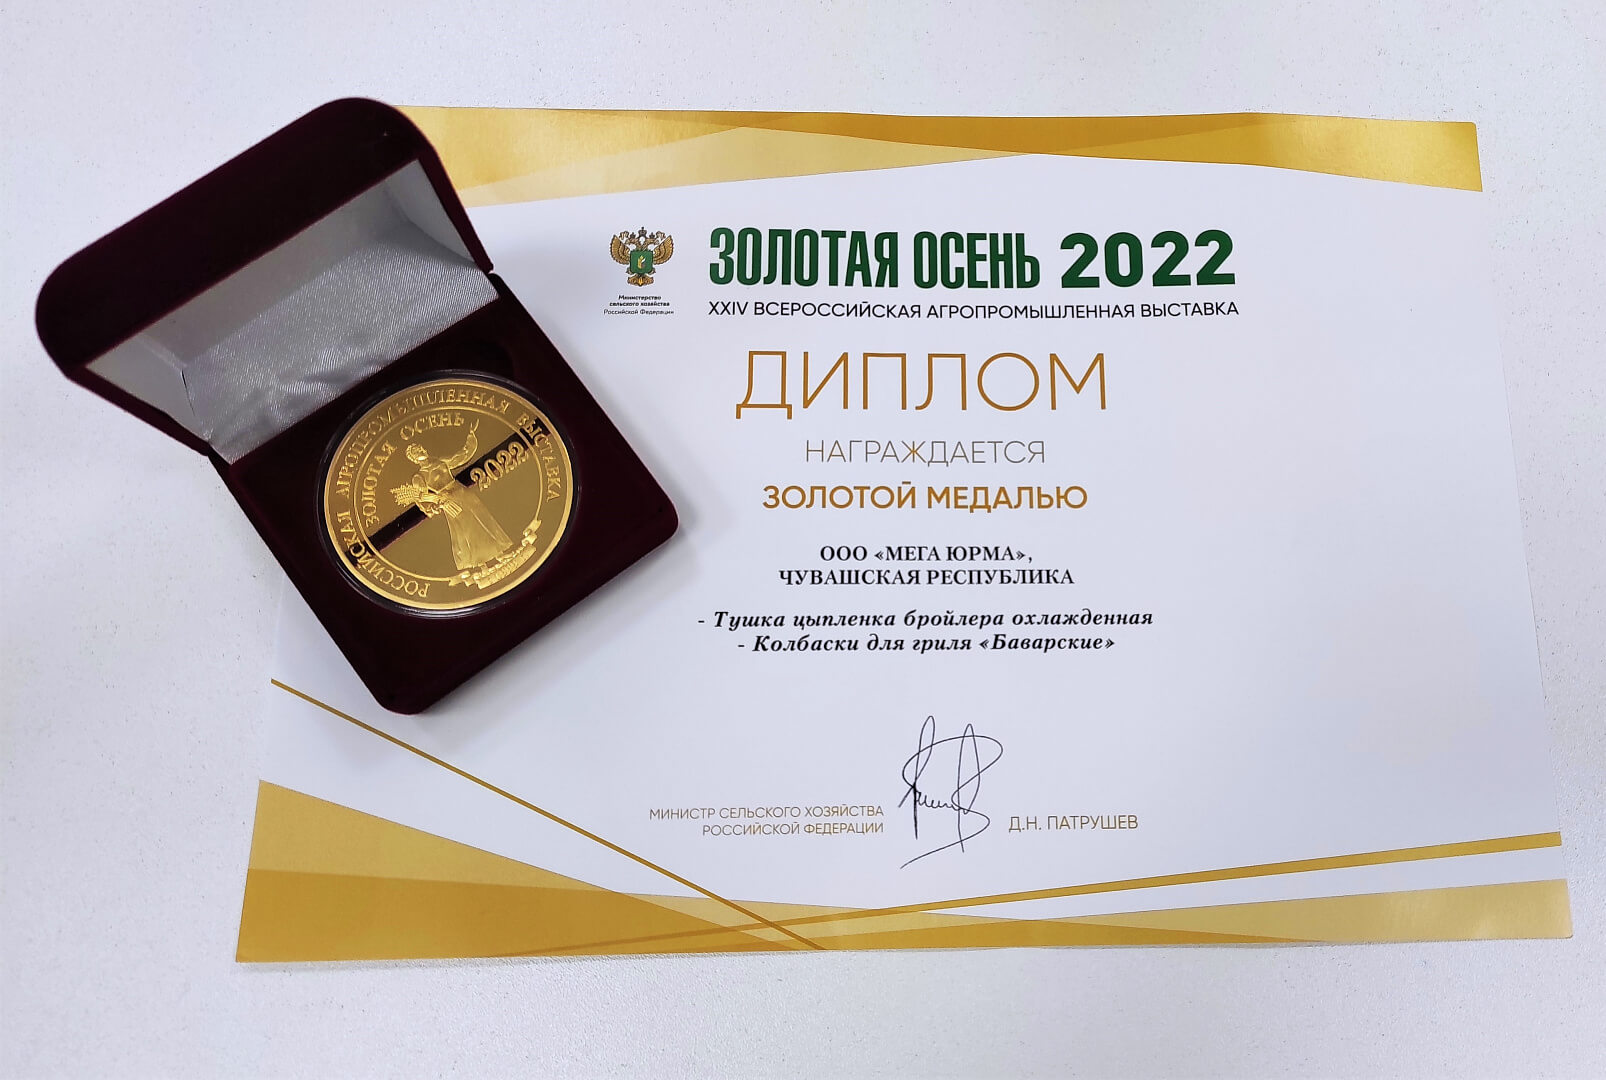 РОССИЙСКАЯ АГРОПРОМЫШЛЕННАЯ ВЫСТАВКА
ЗОЛОТАЯ ОСЕНЬ
2022
Министерство
сельского хозяйства
Российской Федерации
ЗОЛОТАЯ ОСЕНЬ 2022
XXIV ВСЕРОССИЙСКАЯ АГРОПРОМЫШЛЕННАЯ ВЫСТАВКА
ДИПЛОМ
НАГРАЖДАЕТСЯ
ЗОЛОТОЙ МЕДАЛЬЮ
ООО «МЕГА ЮРМА»,
ЧУВАШСКАЯ РЕСПУБЛИКА
- Тушка цыпленка бройлера охлажденная
- Колбаски для гриля «Баварские»
МИНИСТР СЕЛЬСКОГО ХОЗЯЙСТВА
РОССИЙСКОЙ ФЕДЕРАЦИИ
Д.Н. ПАТРУШЕВ